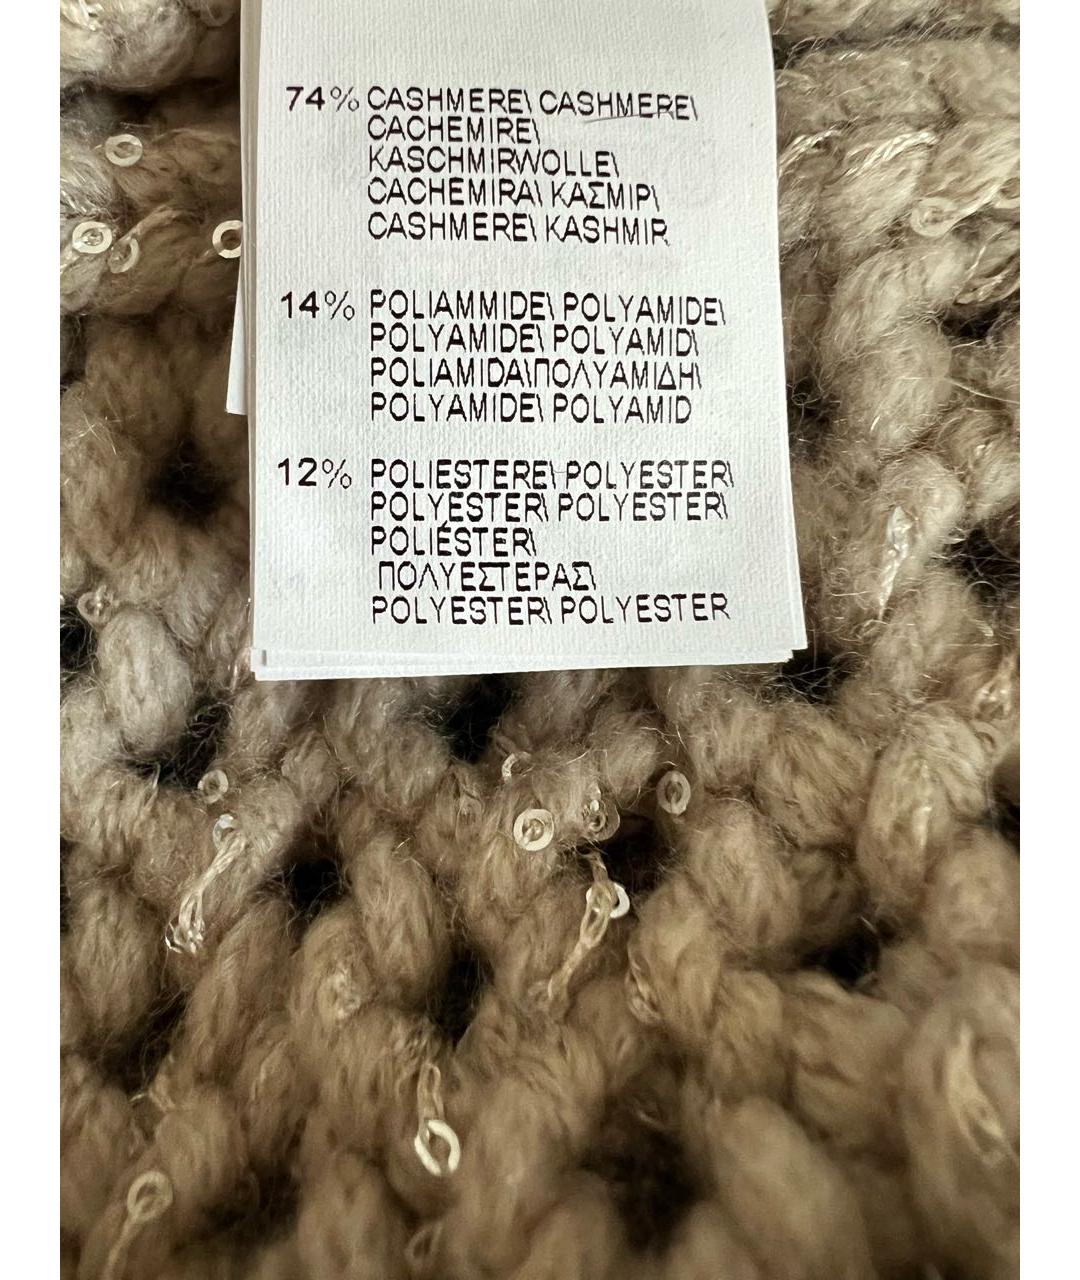 74% CASHMERE\ CASHMERE\
CACHEMIRE\
KASCHMIRWOLLE\
CACHEMIRA\ ΚΑΣΜΙΡ\
CASHMERE\ KASHMIR
14% POLIAMMIDE\ POLYAMIDE\
POLYAMIDE\ POLYAMID\
POLIAMIDA\ΠΟΛΥΑΜΙΔΗ\
POLYAMIDE\ POLYAMID
12% POLIESTERE\ POLYESTER\
POLYESTER\ POLYESTER\
POLIÉSTER\
ΠΟΛΥΕΣΤΕΡΑΣ\
POLYESTER\ POLYESTER